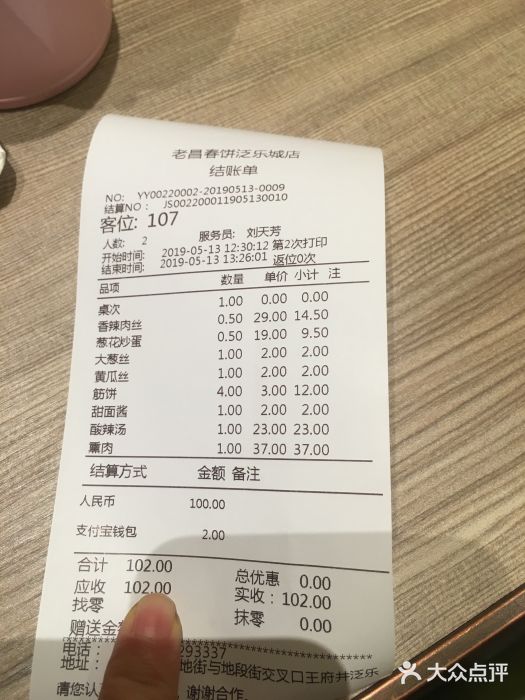 老昌春饼泛乐城店
结账单
NO: YY00220002-20190513-0009
结算NO: JS002200011905130010
客位: 107
人数: 2 服务员: 刘天芳
开始时间: 2019-05-13 12:30:12 第2次打印
结束时间: 2019-05-13 13:26:01 返位0次
品项 数量 单价 小计 注
桌次 1.00 0.00 0.00
香辣肉丝 0.50 29.00 14.50
葱花炒蛋 0.50 19.00 9.50
大葱丝 1.00 2.00 2.00
黄瓜丝 1.00 2.00 2.00
筋饼 4.00 3.00 12.00
甜面酱 1.00 2.00 2.00
酸辣汤 1.00 23.00 23.00
熏肉 1.00 37.00 37.00
结算方式 金额 备注
人民币 100.00
支付宝钱包 2.00
合计 102.00 总优惠 0.00
应收 102.00 实收: 102.00
找零 抹零 0.00
赠送金
电话: 293337
地址: 地街与地段街交叉口王府井泛乐
请您认 谢谢合作.
大众点评